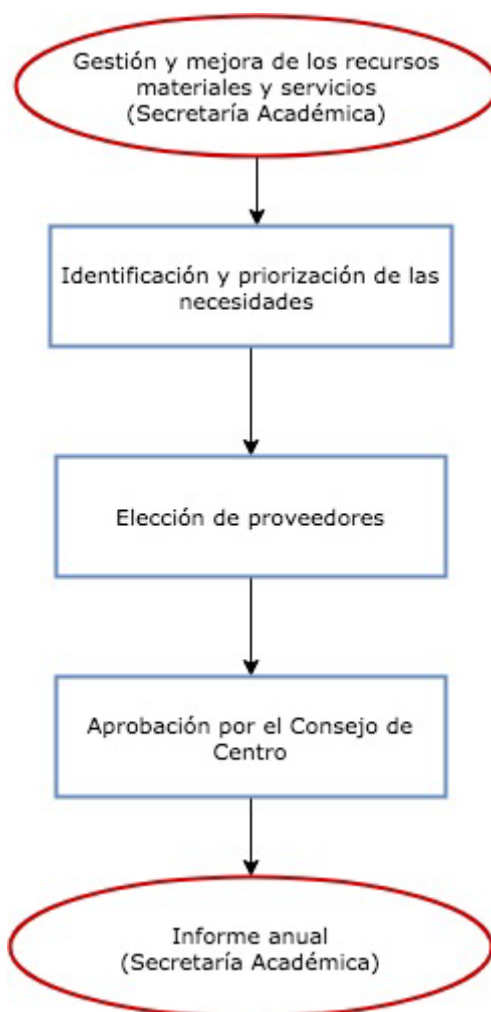 Gestión y mejora de los recursos
materiales y servicios
(Secretaría Académica)
Identificación y priorización de las
necesidades
Elección de proveedores
Aprobación por el Consejo de
Centro
Informe anual
(Secretaría Académica)